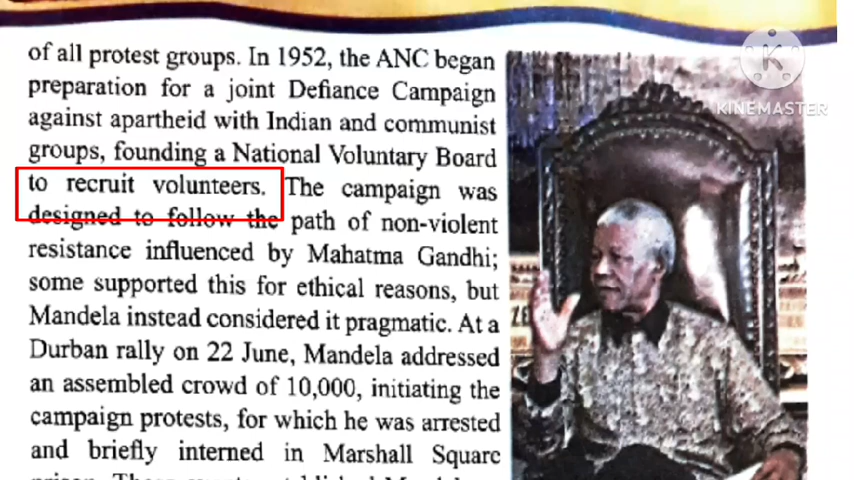 KINEMASTER
of all protest groups. In 1952, the ANC began
preparation for a joint Defiance Campaign
against apartheid with Indian and communist
groups, founding a National Voluntary Board
to recruit volunteers. The campaign was
designed to follow the path of non-violent
resistance influenced by Mahatma Gandhi;
some supported this for ethical reasons, but
Mandela instead considered it pragmatic. At a
Durban rally on 22 June, Mandela addressed
an assembled crowd of 10,000, initiating the
campaign protests, for which he was arrested
and briefly interned in Marshall Square